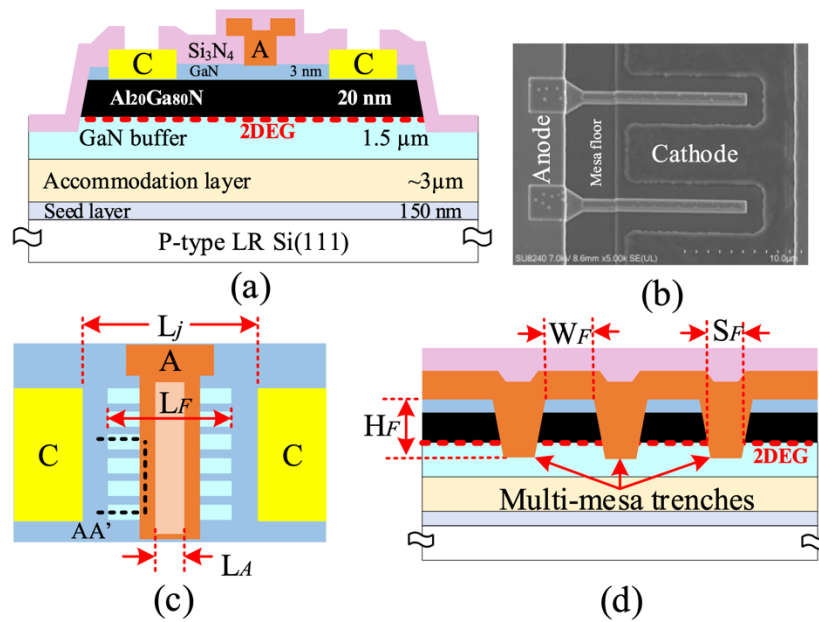 Si₃N₄
A
C
C
GaN
3 nm
Al₂₀Ga₈₀N
20 nm
2DEG
GaN buffer
1.5 µm
Accommodation layer
~3µm
Seed layer
150 nm
P-type LR Si(111)
(a)
Anode
Mesa floor
Cathode
SU8240 7.0kV x8.6mm x5.00k SE(UL)
10.0µm
(b)
Lj
A
LF
C
C
AA'
LA
(c)
WF
SF
HF
2DEG
Multi-mesa trenches
(d)